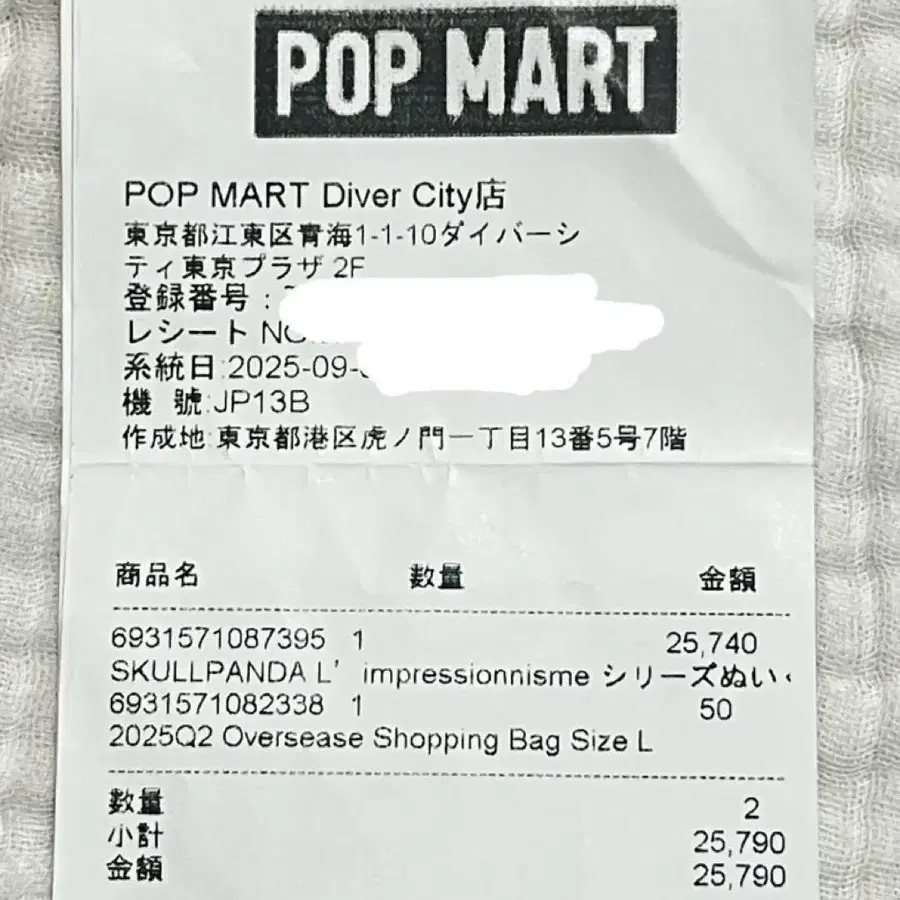 POP MART
POP MART Diver City店
東京都江東区青海1-1-10ダイバーシ
ティ東京プラザ 2F
登録番号:
レシート NO
系統日:2025-09-
機 號:JP13B
作成地:東京都港区虎ノ門一丁目13番5号7階
商品名 数量 金額
6931571087395 1 25,740
SKULLPANDA L' impressionnisme シリーズぬい
6931571082338 1 50
2025Q2 Oversease Shopping Bag Size L
数量 2
小計 25,790
金額 25,790